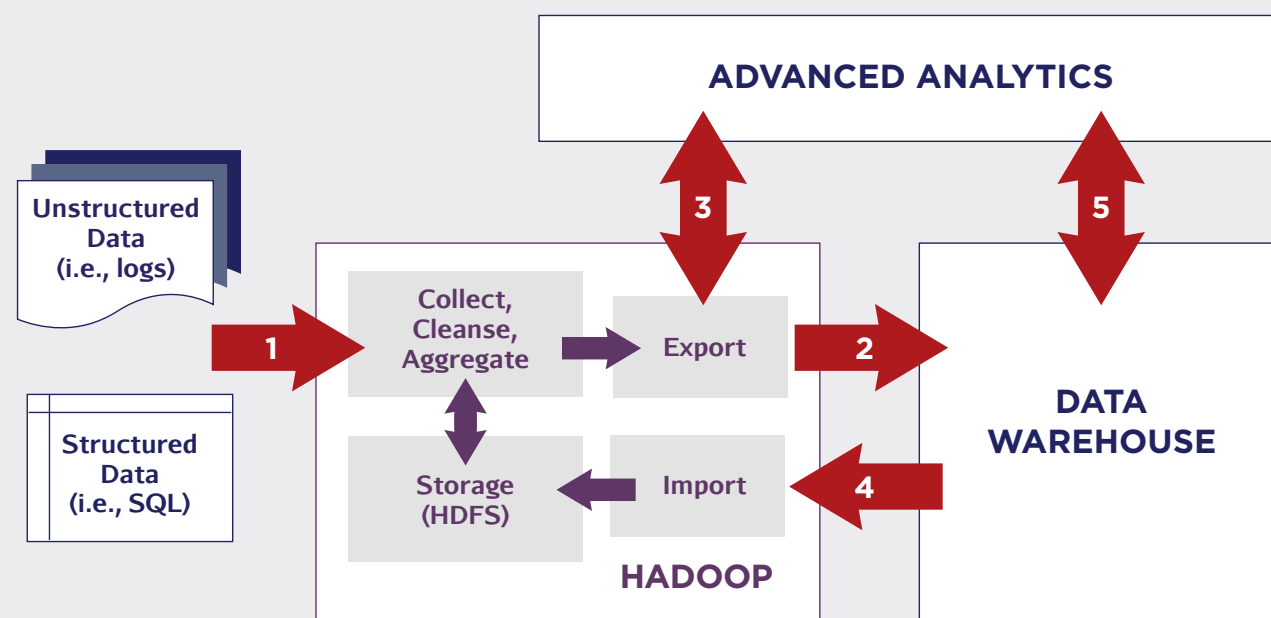 ADVANCED ANALYTICS
3
5
Unstructured
Data
(i.e., logs)
1
Collect,
Cleanse,
Aggregate
Export
2
Structured
Data
(i.e., SQL)
Storage
(HDFS)
Import
4
DATA
WAREHOUSE
HADOOP